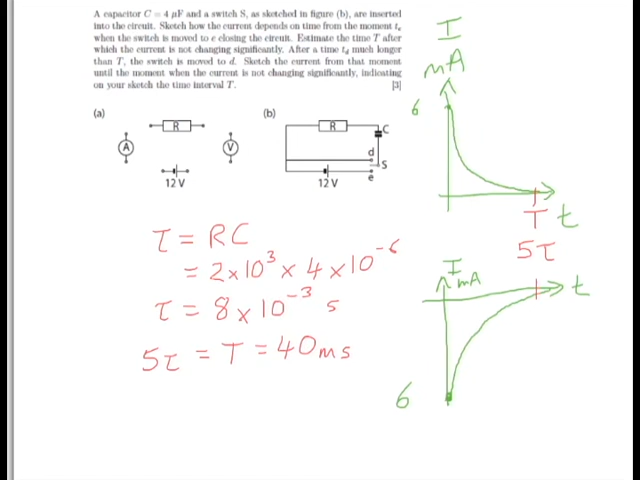 A capacitor C = 4 μF and a switch S, as sketched in figure (b), are inserted
into the circuit. Sketch how the current depends on time from the moment tₑ
when the switch is moved to e closing the circuit. Estimate the time T after
which the current is not changing significantly. After a time t_d much longer
than T, the switch is moved to d. Sketch the current from that moment
until the moment when the current is not changing significantly, indicating
on your sketch the time interval T. [3]
(a)
R
A
V
12 V
(b)
R
C
d
S
e
12 V
I
mA
6
T t
5τ
τ = RC
= 2×10³ × 4×10⁻⁶
τ = 8×10⁻³ s
5τ = T = 40ms
I
mA
t
6